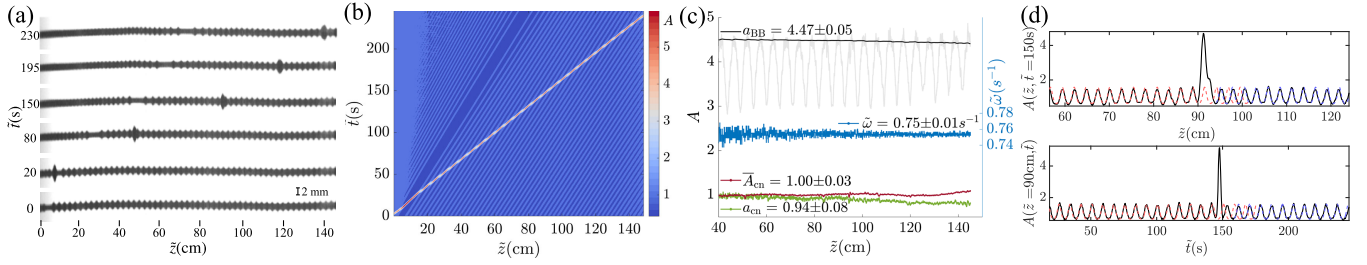 (a)
230
195
150
80
20
0
t̃(s)
2 mm
0 20 40 60 80 100 120 140
z̃(cm)
(b)
200
150
100
50
0
t̃(s)
20 40 60 80 100 120 140
z̃(cm)
A
5
4
3
2
1
(c)
5
4
3
2
1
A
a_BB = 4.47±0.05
ω̃ = 0.75±0.01s⁻¹
A̅_cn = 1.00±0.03
a_cn = 0.94±0.08
40 60 80 100 120 140
z̃(cm)
ω̃(s⁻¹)
0.78
0.76
0.74
(d)
A(z̃, t̃ =150s)
4
2
60 70 80 90 100 110 120
z̃(cm)
A(z̃ =90cm,t̃)
4
2
50 100 150 200
t̃(s)